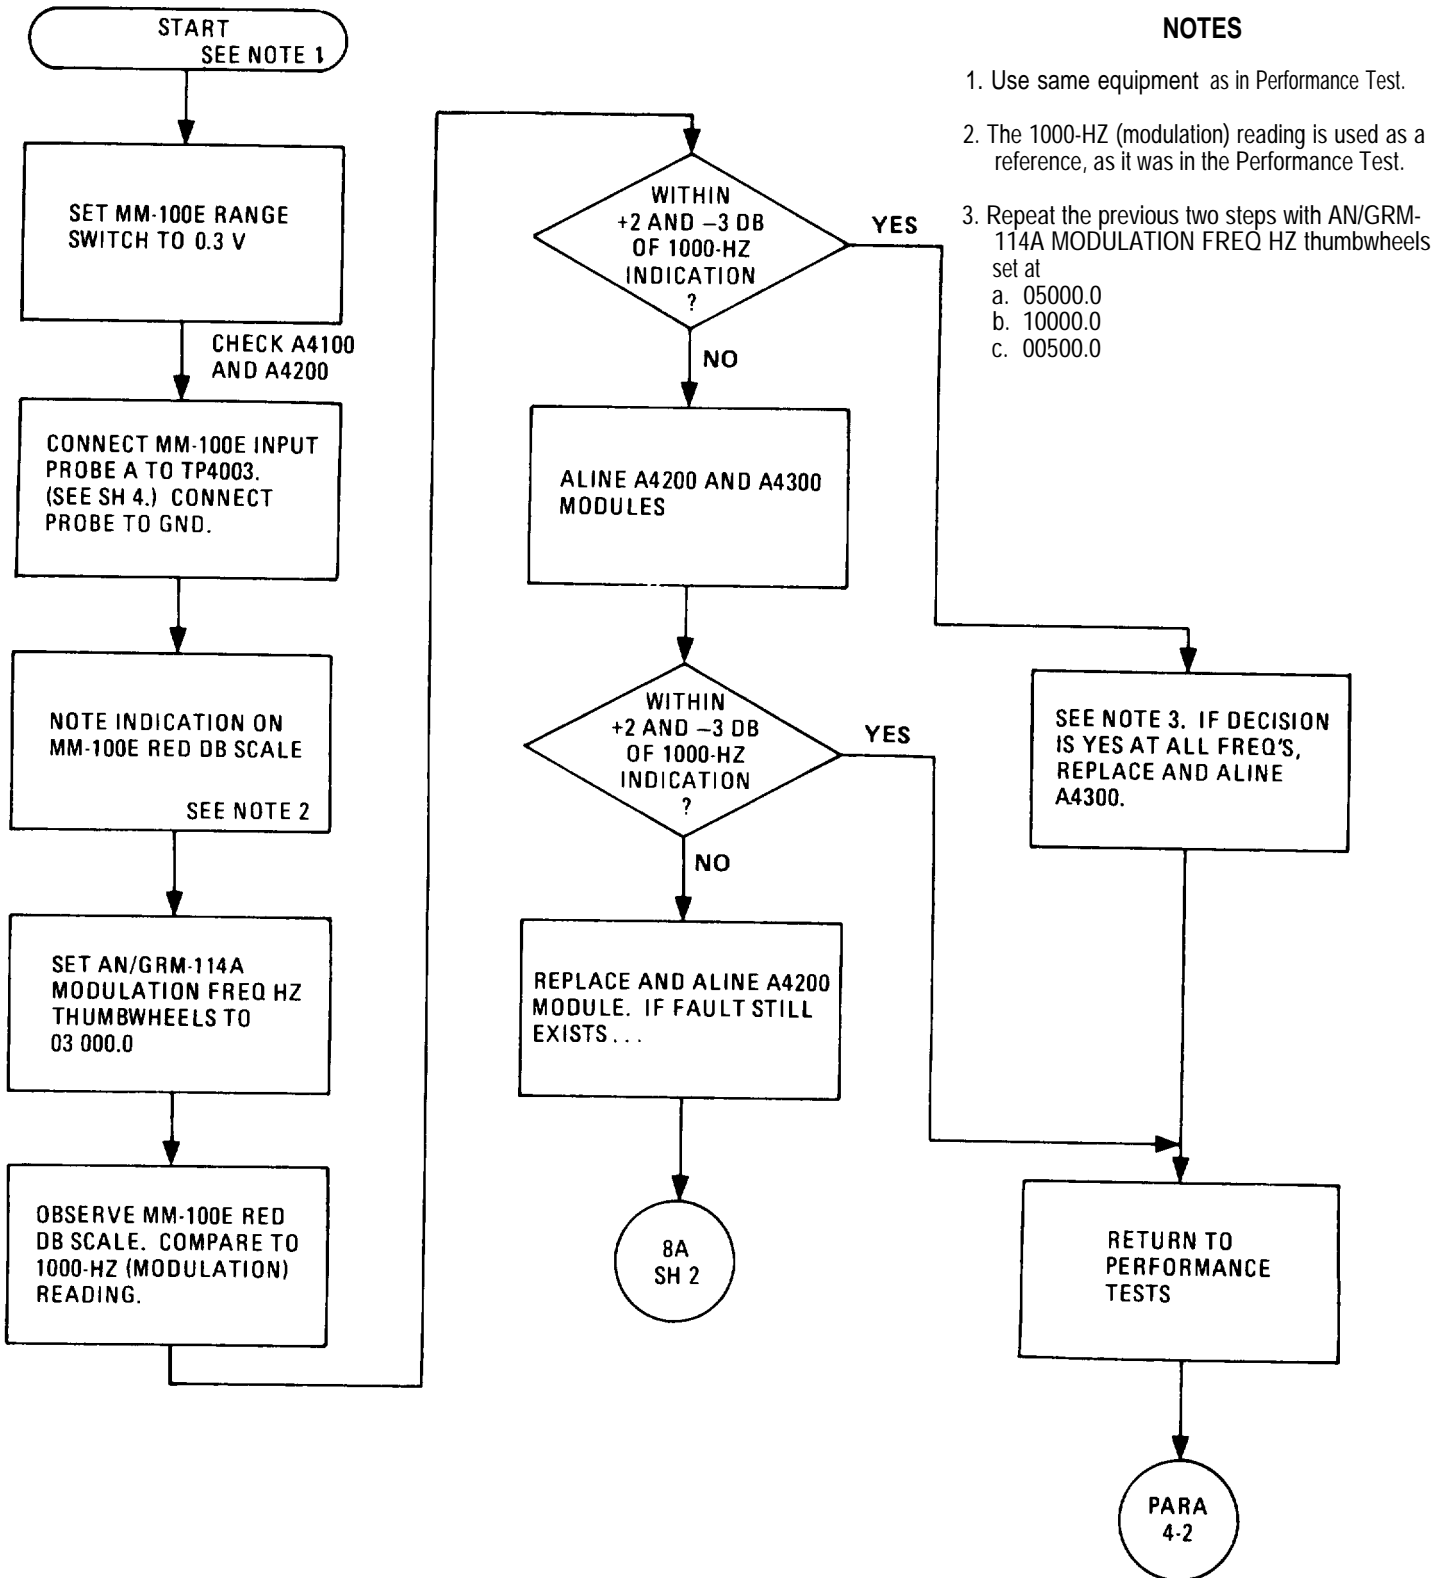 START
SEE NOTE 1
SET MM-100E RANGE
SWITCH TO 0.3 V
CHECK A4100
AND A4200
CONNECT MM-100E INPUT
PROBE A TO TP4003.
(SEE SH 4.) CONNECT
PROBE TO GND.
NOTE INDICATION ON
MM-100E RED DB SCALE
SEE NOTE 2
SET AN/GRM-114A
MODULATION FREQ HZ
THUMBWHEELS TO
03 000.0
OBSERVE MM-100E RED
DB SCALE. COMPARE TO
1000-HZ (MODULATION)
READING.
WITHIN
+2 AND −3 DB
OF 1000-HZ
INDICATION
?
YES
NO
ALINE A4200 AND A4300
MODULES
WITHIN
+2 AND −3 DB
OF 1000-HZ
INDICATION
?
YES
NO
REPLACE AND ALINE A4200
MODULE. IF FAULT STILL
EXISTS...
8A
SH 2
NOTES
1. Use same equipment as in Performance Test.
2. The 1000-HZ (modulation) reading is used as a
reference, as it was in the Performance Test.
3. Repeat the previous two steps with AN/GRM-
114A MODULATION FREQ HZ thumbwheels
set at
a. 05000.0
b. 10000.0
c. 00500.0
SEE NOTE 3. IF DECISION
IS YES AT ALL FREQ'S,
REPLACE AND ALINE
A4300.
RETURN TO
PERFORMANCE
TESTS
PARA
4-2